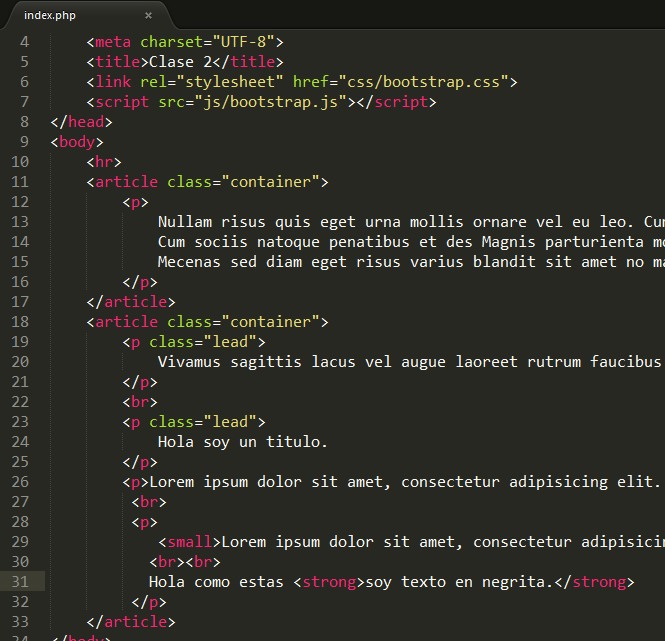 index.php ×
4 <meta charset="UTF-8">
5 <title>Clase 2</title>
6 <link rel="stylesheet" href="css/bootstrap.css">
7 <script src="js/bootstrap.js"></script>
8 </head>
9 <body>
10 <hr>
11 <article class="container">
12 <p>
13 Nullam risus quis eget urna mollis ornare vel eu leo. Cum
14 Cum sociis natoque penatibus et des Magnis parturienta mo
15 Mecenas sed diam eget risus varius blandit sit amet no ma
16 </p>
17 </article>
18 <article class="container">
19 <p class="lead">
20 Vivamus sagittis lacus vel augue laoreet rutrum faucibus
21 </p>
22 <br>
23 <p class="lead">
24 Hola soy un titulo.
25 </p>
26 <p>Lorem ipsum dolor sit amet, consectetur adipisicing elit.
27 <br>
28 <p>
29 <small>Lorem ipsum dolor sit amet, consectetur adipisicin
30 <br><br>
31 Hola como estas <strong>soy texto en negrita.</strong>
32 </p>
33 </article>
34 </body>